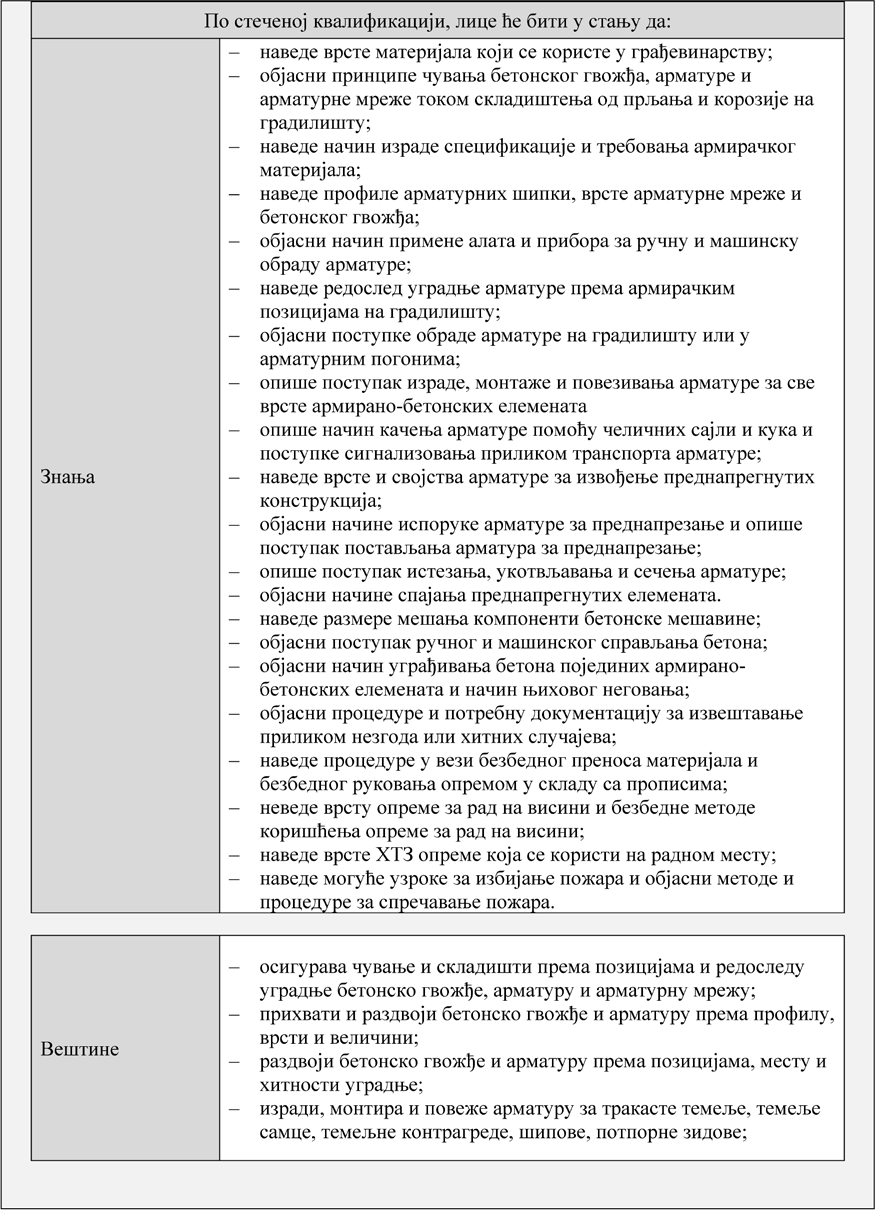 По стеченој квалификацији, лице ће бити у стању да:
Знања
– наведе врсте материјала који се користе у грађевинарству;
– објасни принципе чувања бетонског гвожђа, арматуре и
арматурне мреже током складиштења од прљања и корозије на
градилишту;
– наведе начин израде спецификације и требовања армирачког
материјала;
– наведе профиле арматурних шипки, врсте арматурне мреже и
бетонског гвожђа;
– објасни начин примене алата и прибора за ручну и машинску
обраду арматуре;
– наведе редослед уградње арматуре према армирачким
позицијама на градилишту;
– објасни поступке обраде арматуре на градилишту или у
арматурним погонима;
– опише поступак израде, монтаже и повезивања арматуре за све
врсте армирано-бетонских елемената
– опише начин качења арматуре помоћу челичних сајли и кука и
поступке сигнализовања приликом транспорта арматуре;
– наведе врсте и својства арматуре за извођење преднапрегнутих
конструкција;
– објасни начине испоруке арматуре за преднапрезање и опише
поступак постављања арматура за преднапрезање;
– опише поступак истезања, укотвљавања и сечења арматуре;
– објасни начине спајања преднапрегнутих елемената.
– наведе размере мешања компоненти бетонске мешавине;
– објасни поступак ручног и машинског справљања бетона;
– објасни начин уграђивања бетона појединих армирано-
бетонских елемената и начин њиховог неговања;
– објасни процедуре и потребну документацију за извештавање
приликом незгода или хитних случајева;
– наведе процедуре у вези безбедног преноса материјала и
безбедног руковања опремом у складу са прописима;
– неведе врсту опреме за рад на висини и безбедне методе
коришћења опреме за рад на висини;
– наведе врсте ХТЗ опреме која се користи на радном месту;
– наведе могуће узроке за избијање пожара и објасни методе и
процедуре за спречавање пожара.
Вештине
– осигурава чување и складишти према позицијама и редоследу
уградње бетонско гвожђе, арматуру и арматурну мрежу;
– прихвати и раздвоји бетонско гвожђе и арматуру према профилу,
врсти и величини;
– раздвоји бетонско гвожђе и арматуру према позицијама, месту и
хитности уградње;
– изради, монтира и повеже арматуру за тракасте темеље, темеље
самце, темељне контрагреде, шипове, потпорне зидове;